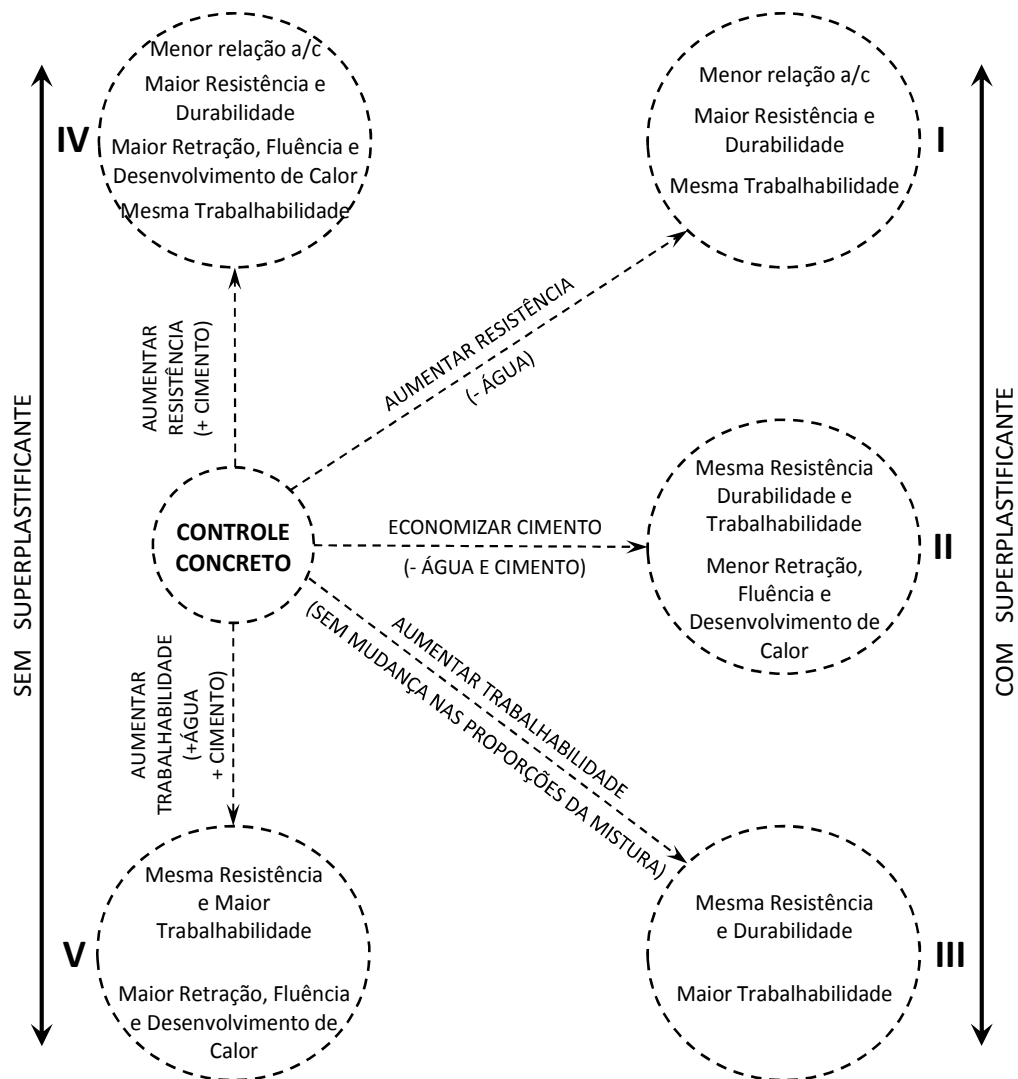 Menor relação a/c
Maior Resistência e
Durabilidade
Maior Retração, Fluência e
Desenvolvimento de Calor
Mesma Trabalhabilidade
IV
Menor relação a/c
Maior Resistência e
Durabilidade
Mesma Trabalhabilidade
I
SEM SUPERPLASTIFICANTE
COM SUPERPLASTIFICANTE
AUMENTAR
RESISTÊNCIA
(+ CIMENTO)
AUMENTAR RESISTÊNCIA
(- ÁGUA)
CONTROLE
CONCRETO
ECONOMIZAR CIMENTO
(- ÁGUA E CIMENTO)
Mesma Resistência
Durabilidade e
Trabalhabilidade
Menor Retração,
Fluência e
Desenvolvimento de
Calor
II
AUMENTAR
TRABALHABILIDADE
(+ÁGUA
+ CIMENTO)
AUMENTAR TRABALHABILIDADE
(SEM MUDANÇA NAS PROPORÇÕES DA MISTURA)
Mesma Resistência
e Maior
Trabalhabilidade
Maior Retração, Fluência
e Desenvolvimento de
Calor
V
Mesma Resistência
e Durabilidade
Maior Trabalhabilidade
III